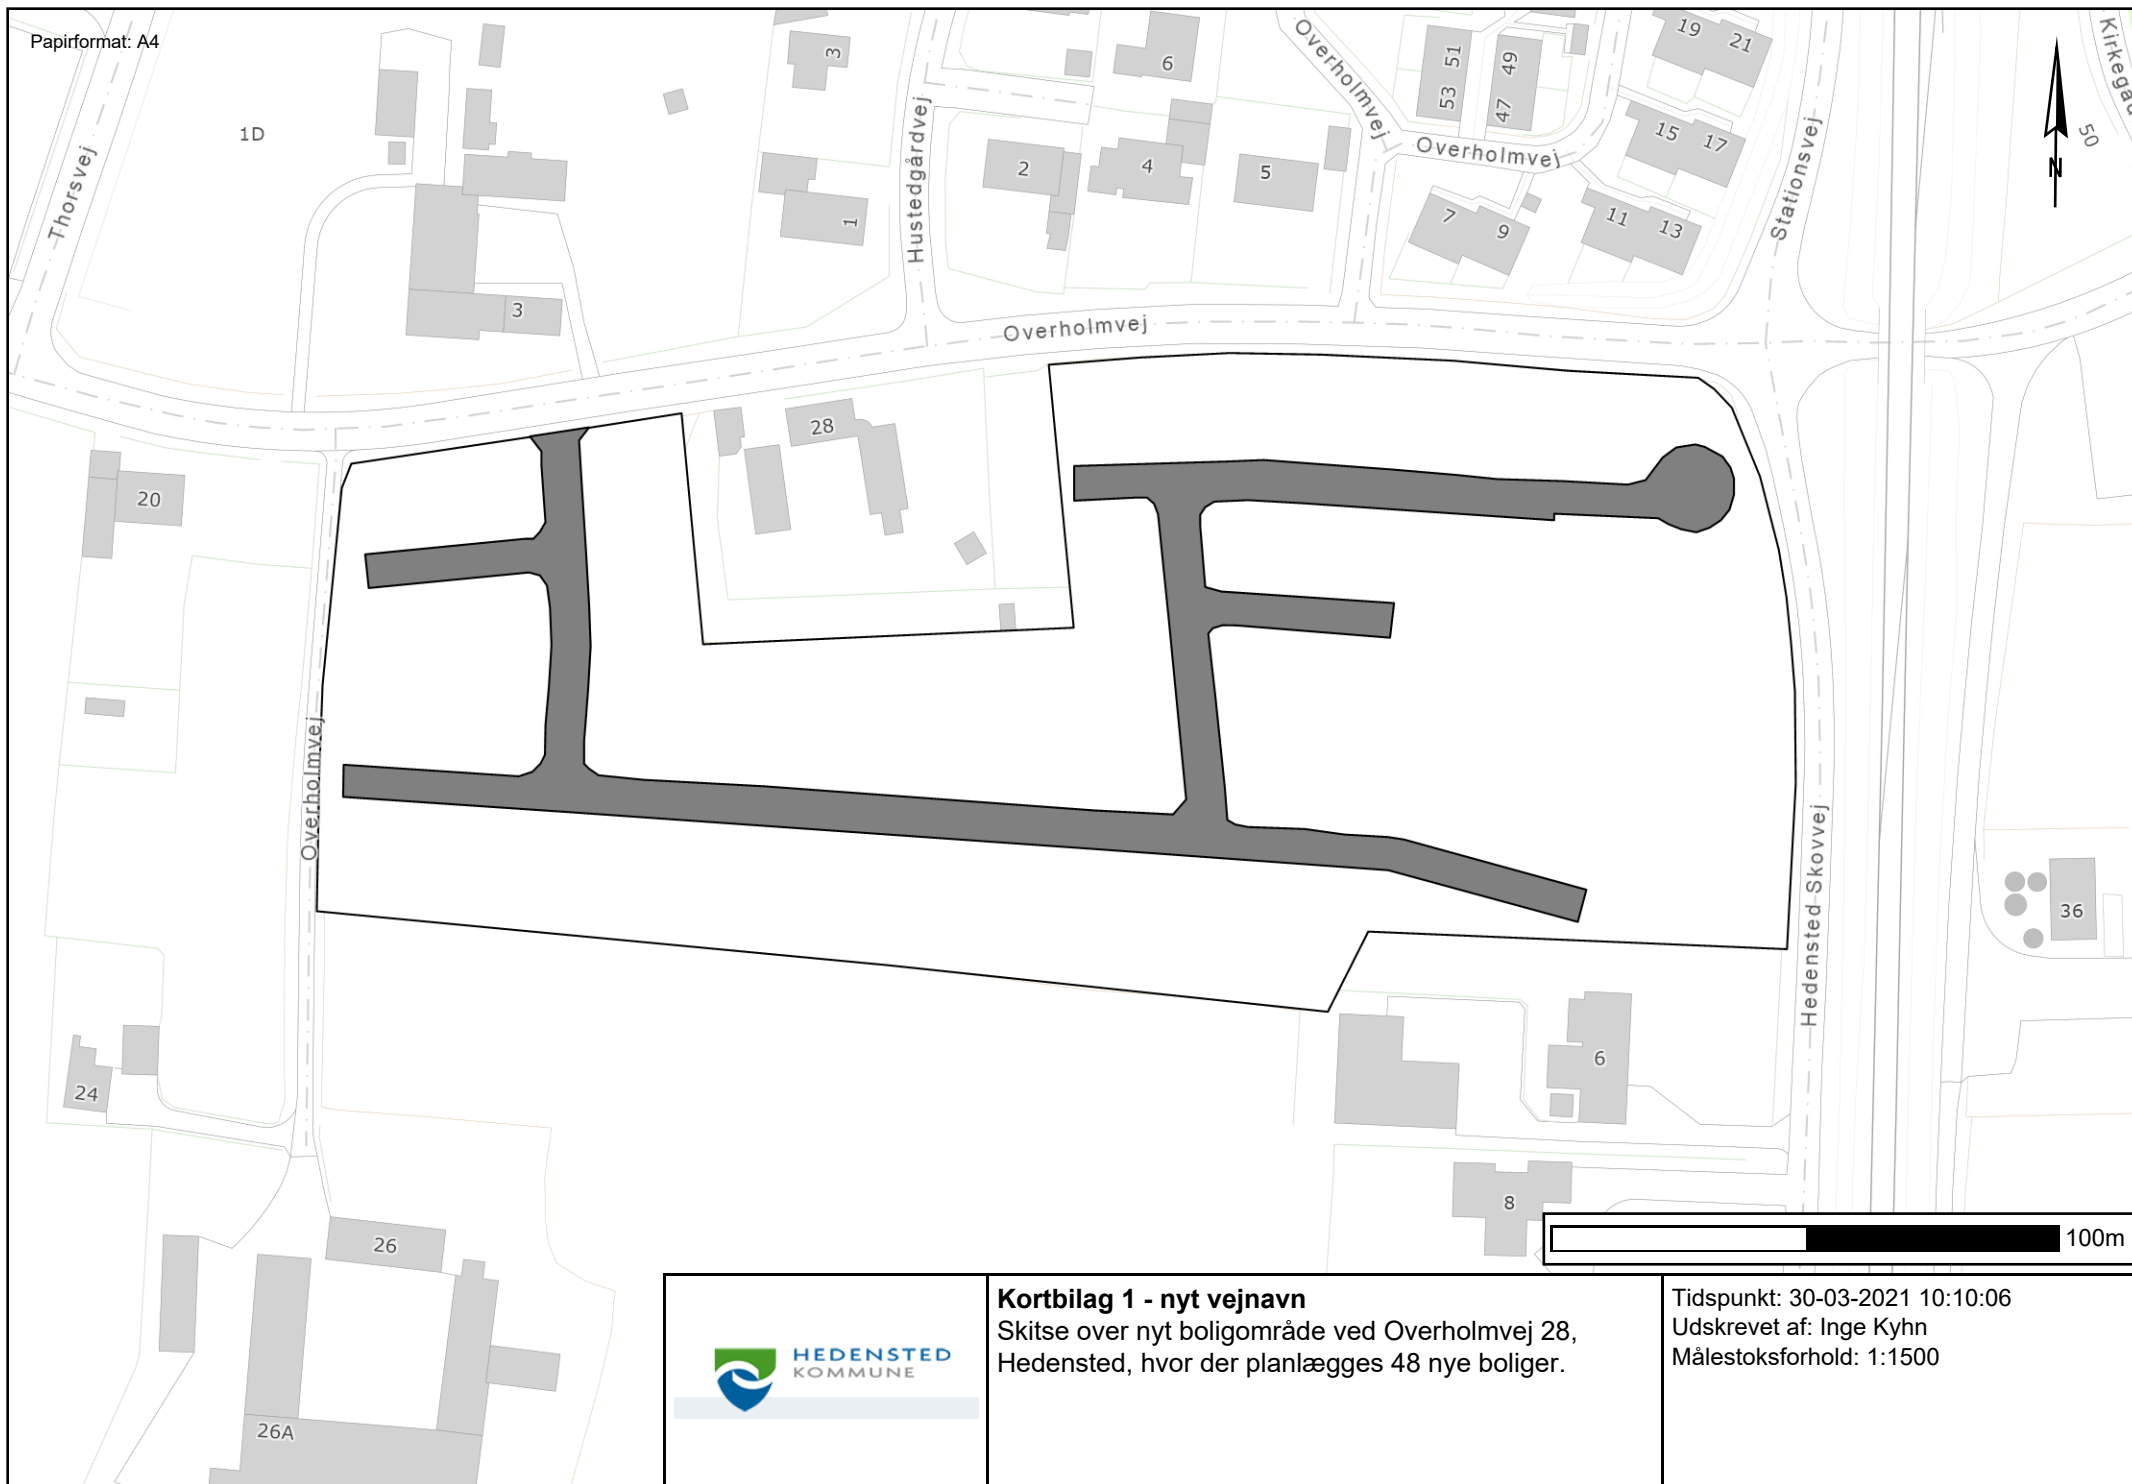 Papirformat: A4
1D
Thorsvej
3
3
1
Hustedgårdvej
6
2
4
5
Overholmvej
Overholmvej
51
53
49
47
19
21
15
17
7
9
11
13
Stationsvej
50
N
Overholmvej
28
20
Overholmvej
24
26
26A
Hedensted Skovvej
36
6
8
100m
HEDENSTED
KOMMUNE
Kortbilag 1 - nyt vejnavn
Skitse over nyt boligområde ved Overholmvej 28,
Hedensted, hvor der planlægges 48 nye boliger.
Tidspunkt: 30-03-2021 10:10:06
Udskrevet af: Inge Kyhn
Målestoksforhold: 1:1500